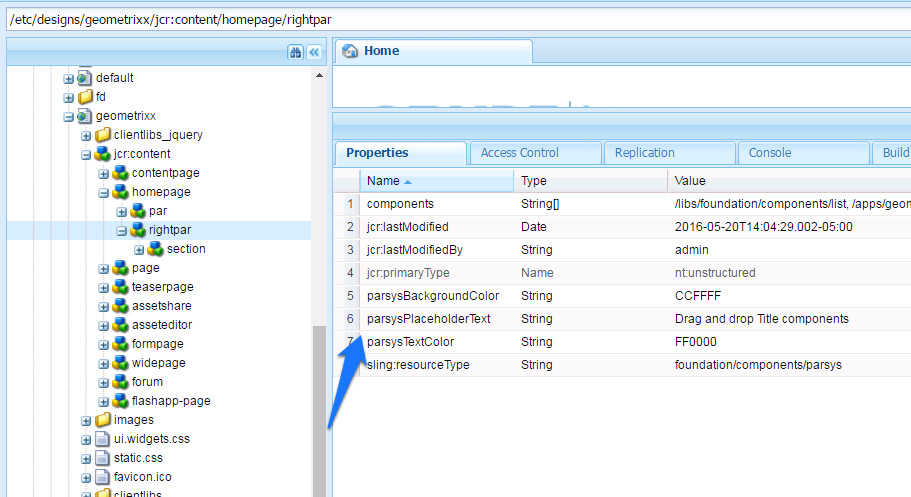 /etc/designs/geometrixx/jcr:content/homepage/rightpar
Home
default
fd
geometrixx
clientlibs_jquery
jcr:content
contentpage
homepage
par
rightpar
section
page
teaserpage
assetshare
asseteditor
formpage
widepage
forum
flashapp-page
images
ui.widgets.css
static.css
favicon.ico
clientlibs
Properties Access Control Replication Console Build
Name Type Value
1 components String[] /libs/foundation/components/list, /apps/geon
2 jcr:lastModified Date 2016-05-20T14:04:29.002-05:00
3 jcr:lastModifiedBy String admin
4 jcr:primaryType Name nt:unstructured
5 parsysBackgroundColor String CCFFFF
6 parsysPlaceholderText String Drag and drop Title components
7 parsysTextColor String FF0000
sling:resourceType String foundation/components/parsys